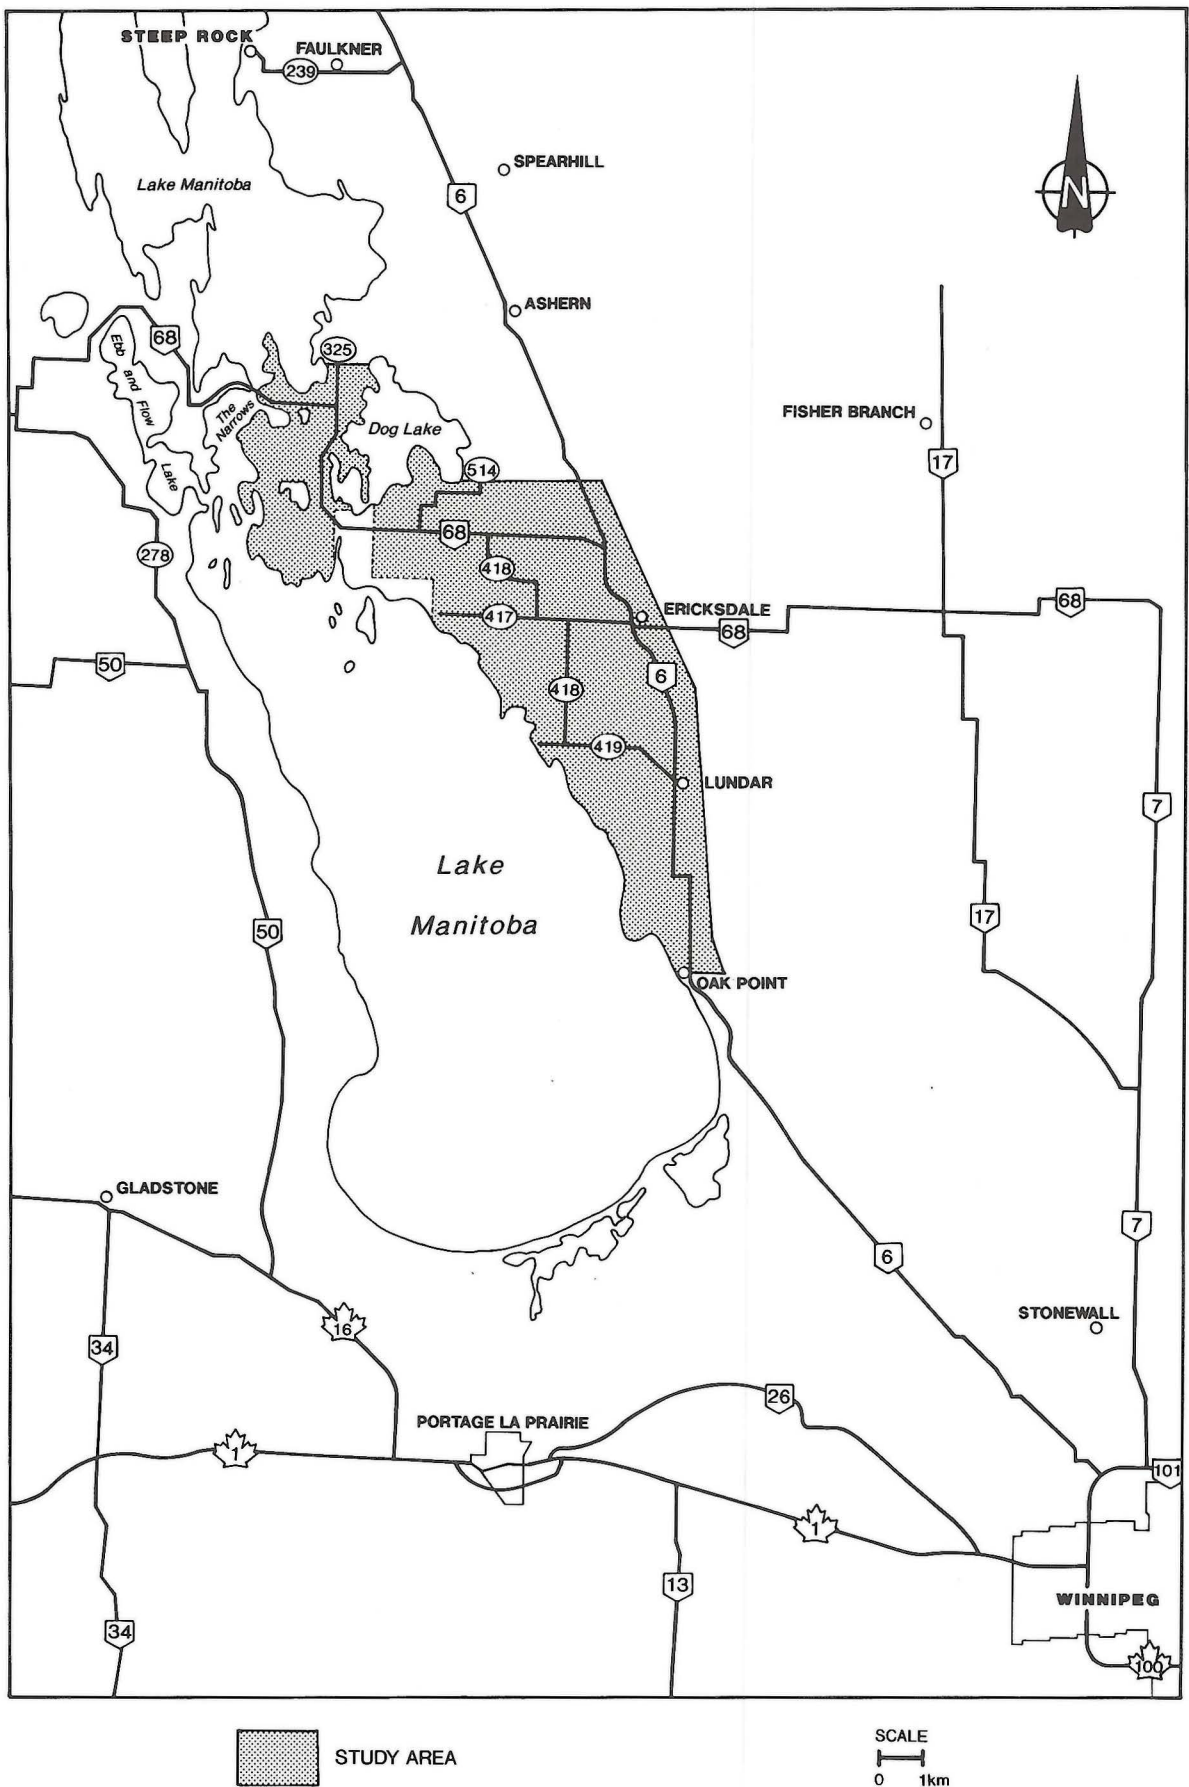 STEEP ROCK
FAULKNER
239
SPEARHILL
Lake Manitoba
6
N
ASHERN
68
325
Ebb and Flow Lake
The
Narrows
Dog Lake
FISHER BRANCH
17
514
68
278
418
417
ERICKSDALE
68
68
50
6
418
419
LUNDAR
7
Lake
Manitoba
50
17
OAK POINT
GLADSTONE
7
6
16
STONEWALL
34
26
PORTAGE LA PRAIRIE
1
101
1
13
WINNIPEG
34
100
STUDY AREA
SCALE
0 1km